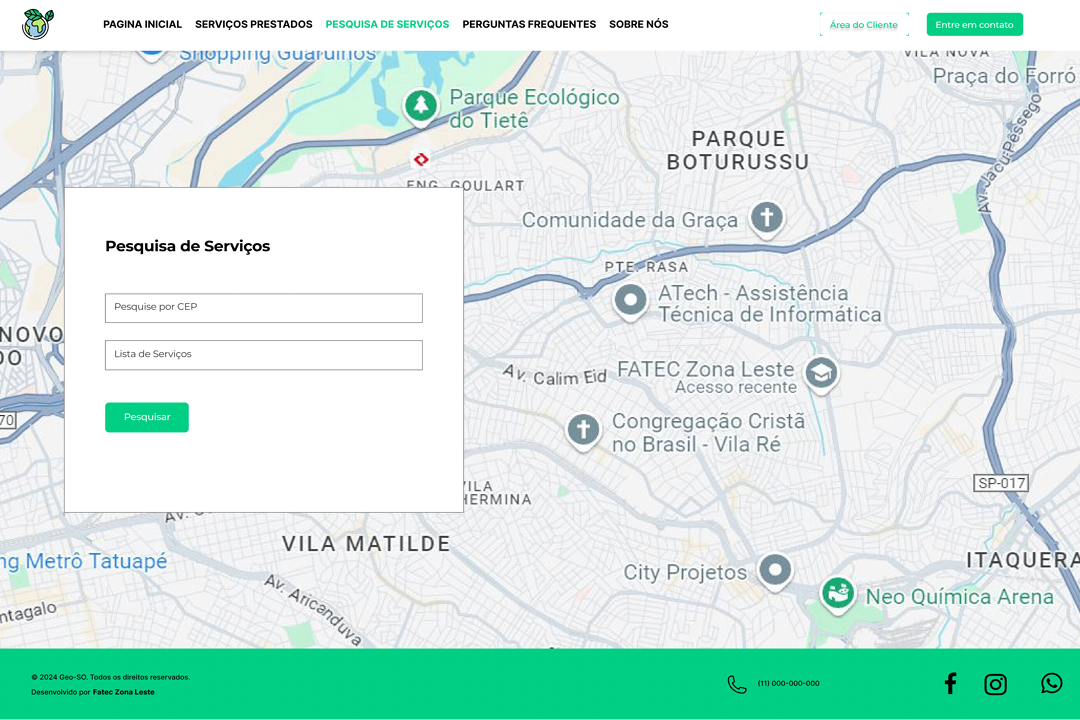 PAGINA INICIAL SERVIÇOS PRESTADOS PESQUISA DE SERVIÇOS PERGUNTAS FREQUENTES SOBRE NÓS Área do Cliente Entre em contato
Shopping Guarulhos
VILA NOVA
Praça do Forró
Parque Ecológico
do Tietê
Av. Jacu-Pêssego
PARQUE
BOTURUSSU
ENG. GOULART
Comunidade da Graça
Pesquisa de Serviços
PTE. RASA
ATech - Assistência
Técnica de Informática
Pesquise por CEP
NOVO
DO
Lista de Serviços
FATEC Zona Leste
Acesso recente
Av. Calim Eid
Pesquisar
70
Congregação Cristã
no Brasil - Vila Ré
SP-017
VILA
HERMINA
Av.
VILA MATILDE
ng Metrô Tatuapé
ITAQUERA
City Projetos
Neo Química Arena
Av. Aricanduva
ntagalo
© 2024 Geo-SO. Todos os direitos reservados.
Desenvolvido por Fatec Zona Leste
(11) 000-000-000